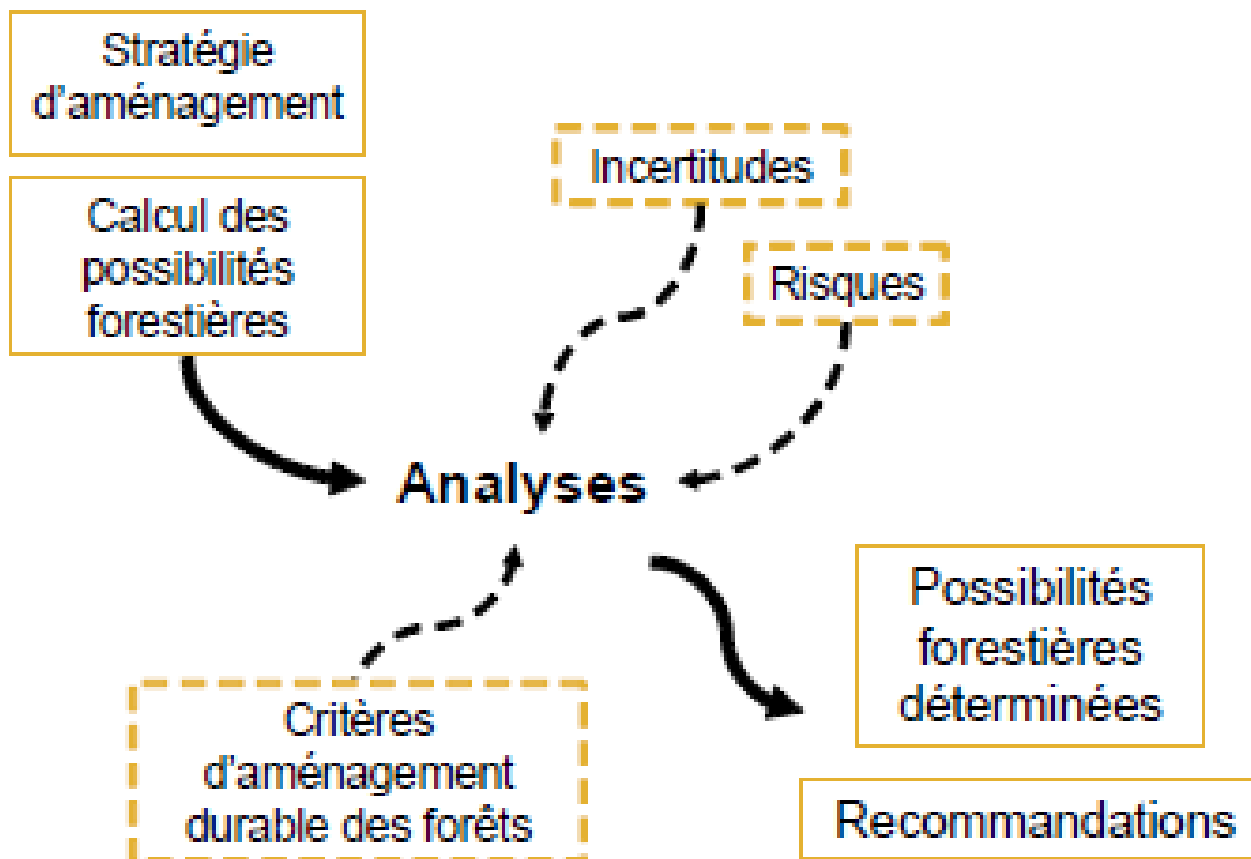 Stratégie
d'aménagement
Calcul des
possibilités
forestières
Incertitudes
Risques
Analyses
Critères
d'aménagement
durable des forêts
Possibilités
forestières
déterminées
Recommandations